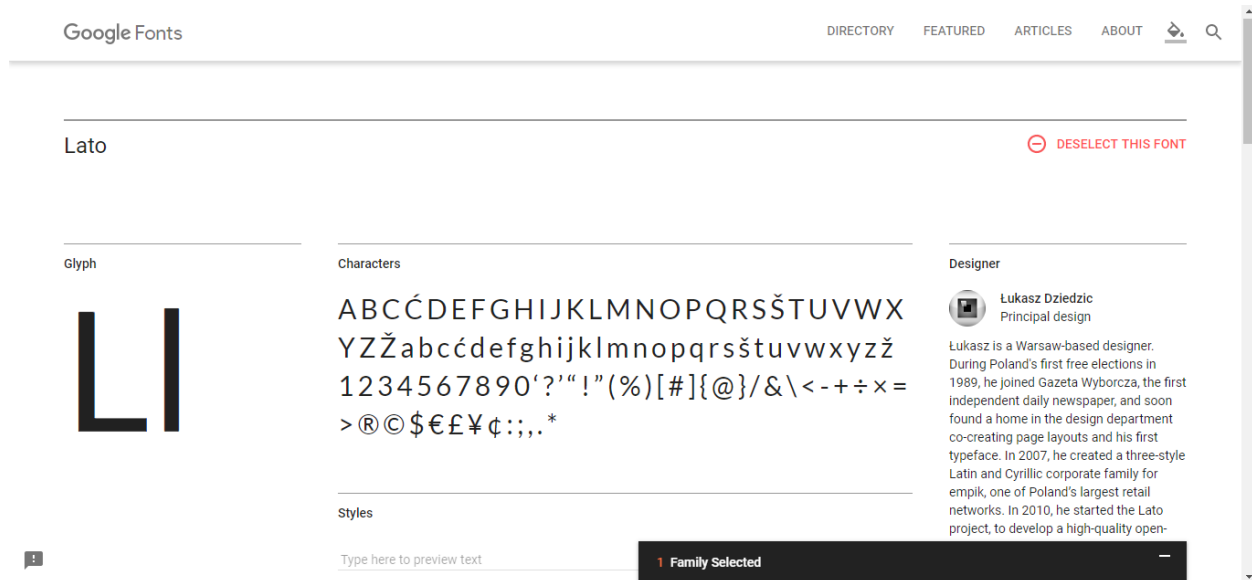 Google Fonts
DIRECTORY FEATURED ARTICLES ABOUT
Lato
DESELECT THIS FONT
Glyph
Ll
Characters
ABCĆDEFGHIJKLMNOPQRSŠTUVWX
YZŽabcćdefghijklmnopqrsštuvwxyzž
1234567890‘?’“!”(%)[#]{@}/&\<-+÷×=
>®©$€£¥¢:;,.*
Styles
Type here to preview text
Designer
Łukasz Dziedzic
Principal design
Łukasz is a Warsaw-based designer.
During Poland's first free elections in
1989, he joined Gazeta Wyborcza, the first
independent daily newspaper, and soon
found a home in the design department
co-creating page layouts and his first
typeface. In 2007, he created a three-style
Latin and Cyrillic corporate family for
empik, one of Poland’s largest retail
networks. In 2010, he started the Lato
project, to develop a high-quality open-
1 Family Selected